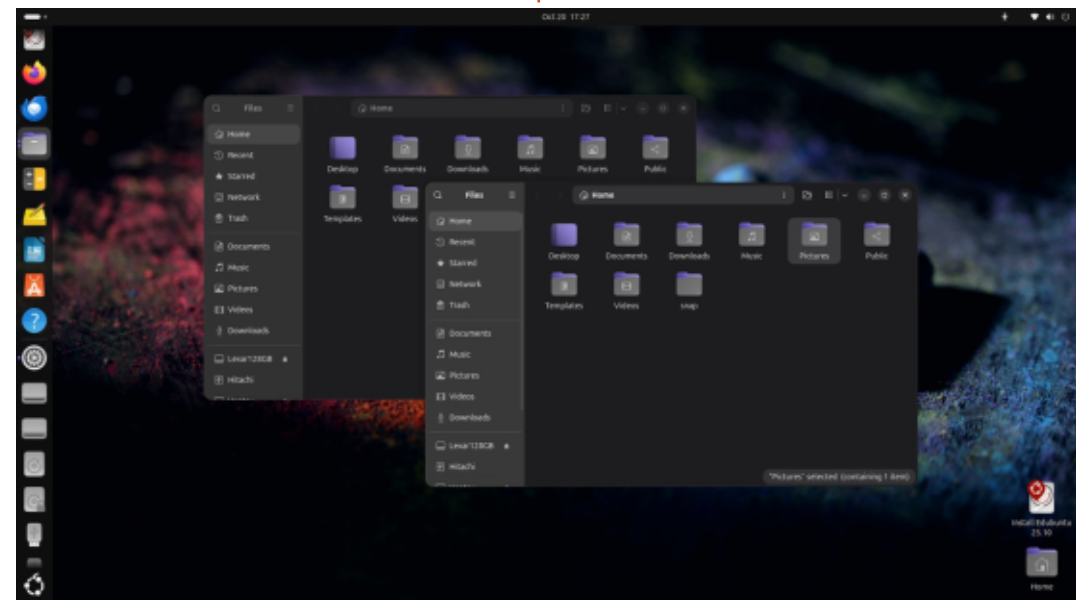 Oct 20 17:27
Files
Home
Home
Recent
Starred
Network
Trash
Documents
Music
Pictures
Videos
Downloads
Lexar128GB
Hitachi
Desktop Documents Downloads Music Pictures Public
Templates Videos
Files
Home
Home
Recent
Starred
Network
Trash
Documents
Music
Pictures
Videos
Downloads
Lexar128GB
Hitachi
Desktop Documents Downloads Music Pictures Public
Templates Videos snap
"Pictures" selected (containing 1 item)
Install Edubuntu
25.10
Home